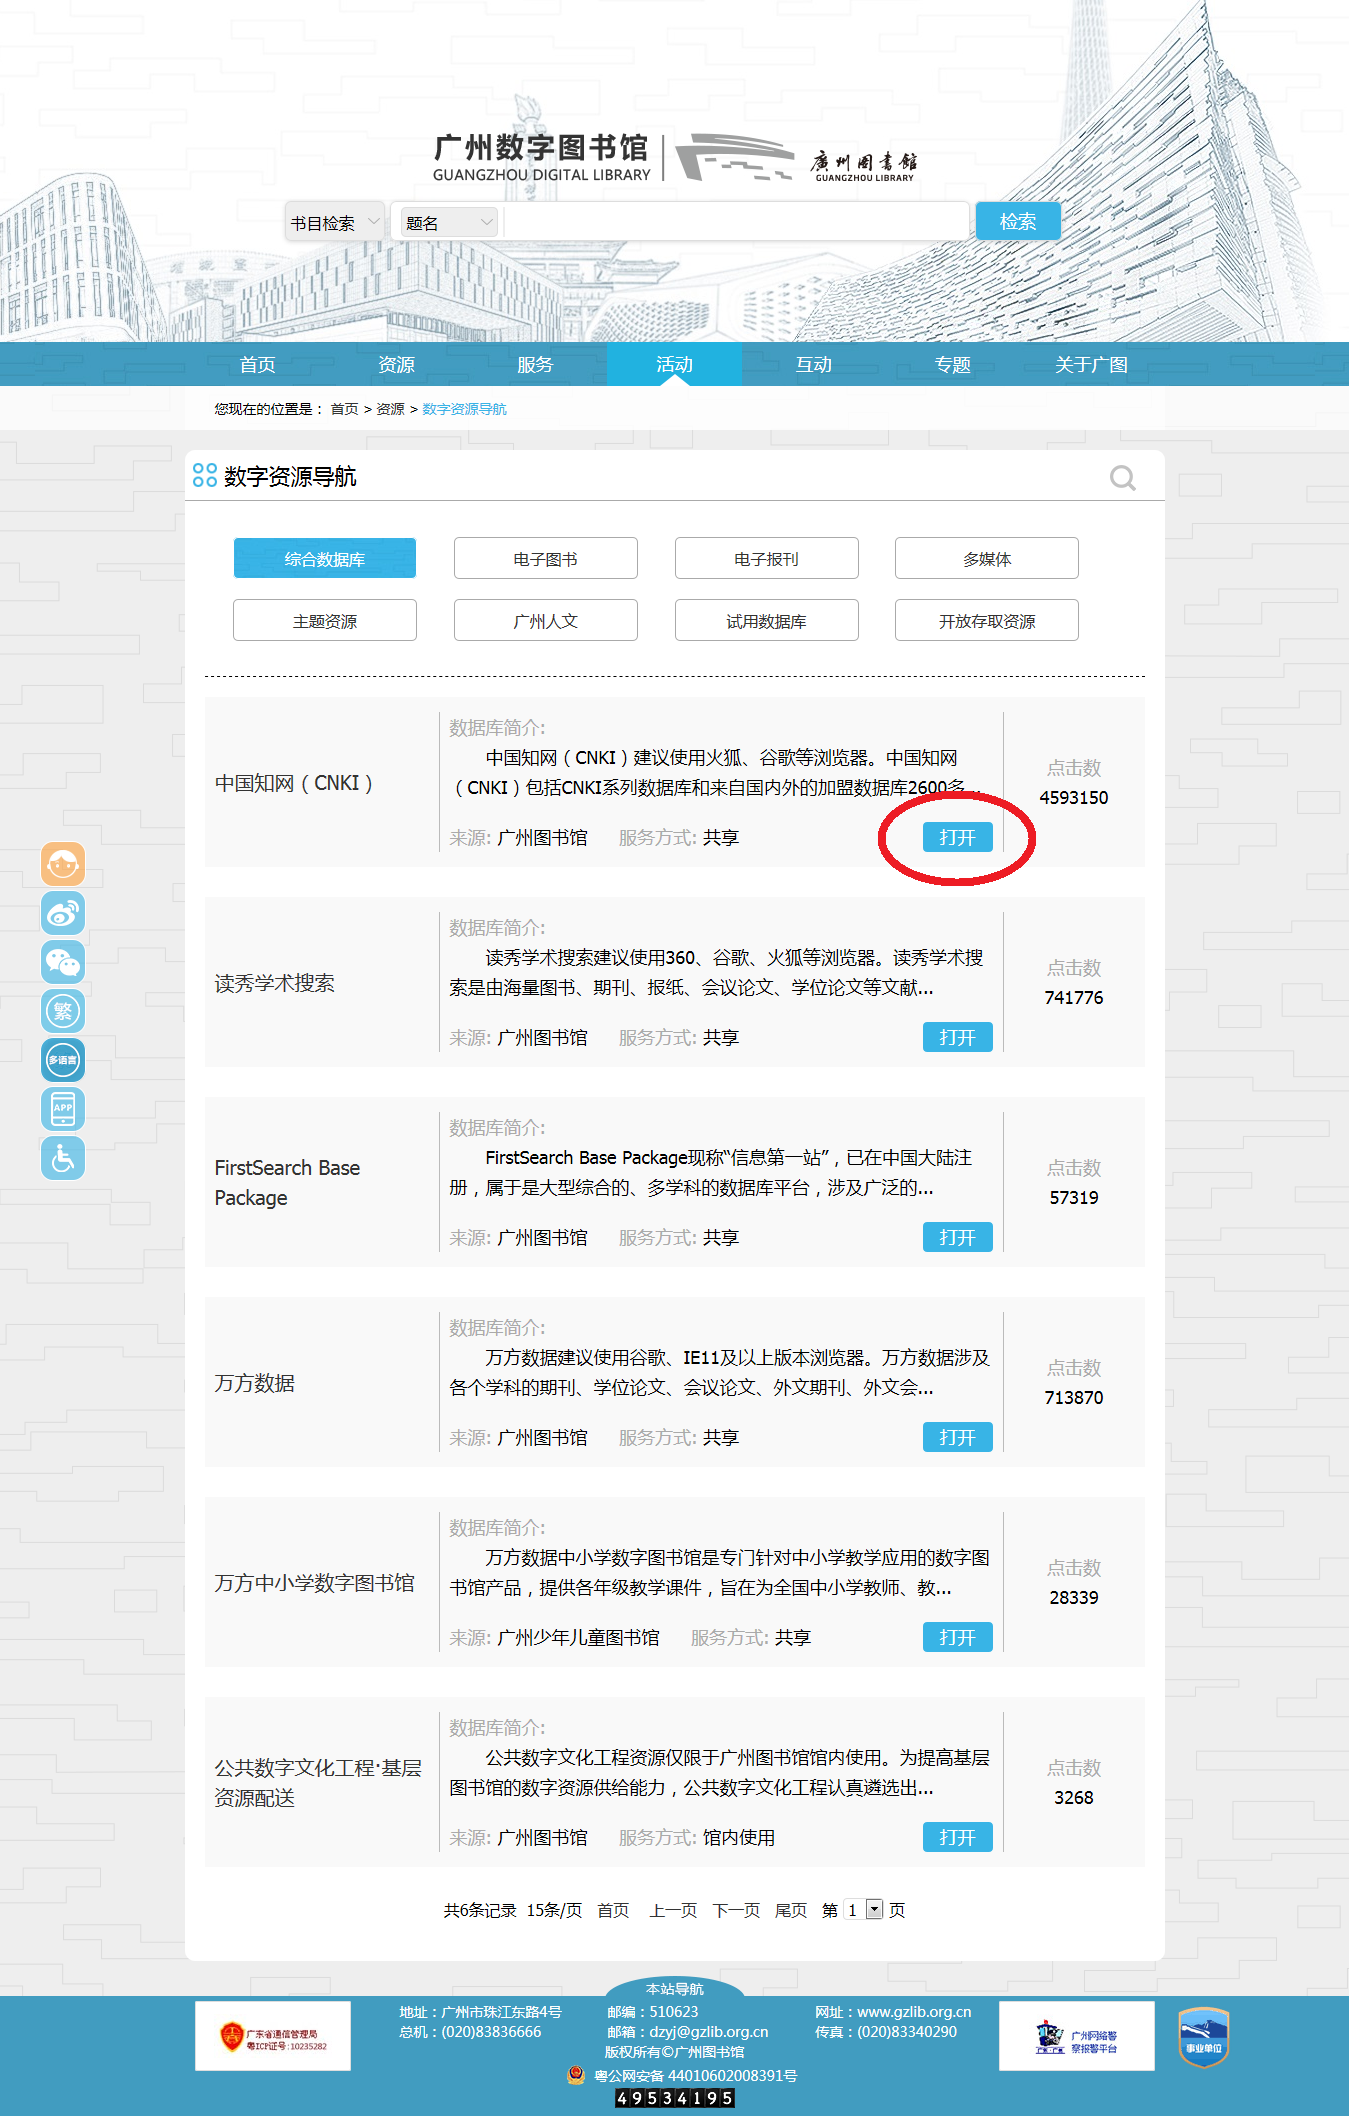 广州数字图书馆
GUANGZHOU DIGITAL LIBRARY
廣州图書館
GUANGZHOU LIBRARY
书目检索 题名 检索
首页 资源 服务 活动 互动 专题 关于广图
您现在的位置是： 首页 > 资源 > 数字资源导航
数字资源导航
综合数据库 电子图书 电子报刊 多媒体
主题资源 广州人文 试用数据库 开放存取资源
中国知网（CNKI）
数据库简介:
中国知网（CNKI）建议使用火狐、谷歌等浏览器。中国知网
（CNKI）包括CNKI系列数据库和来自国内外的加盟数据库2600多...
来源: 广州图书馆 服务方式: 共享 打开
点击数
4593150
读秀学术搜索
数据库简介:
读秀学术搜索建议使用360、谷歌、火狐等浏览器。读秀学术搜
索是由海量图书、期刊、报纸、会议论文、学位论文等文献...
来源: 广州图书馆 服务方式: 共享 打开
点击数
741776
FirstSearch Base
Package
数据库简介:
FirstSearch Base Package现称“信息第一站”，已在中国大陆注
册，属于是大型综合的、多学科的数据库平台，涉及广泛的...
来源: 广州图书馆 服务方式: 共享 打开
点击数
57319
万方数据
数据库简介:
万方数据建议使用谷歌、IE11及以上版本浏览器。万方数据涉及
各个学科的期刊、学位论文、会议论文、外文期刊、外文会...
来源: 广州图书馆 服务方式: 共享 打开
点击数
713870
万方中小学数字图书馆
数据库简介:
万方数据中小学数字图书馆是专门针对中小学教学应用的数字图
书馆产品，提供各年级教学课件，旨在为全国中小学教师、教...
来源: 广州少年儿童图书馆 服务方式: 共享 打开
点击数
28339
公共数字文化工程·基层
资源配送
数据库简介:
公共数字文化工程资源仅限于广州图书馆馆内使用。为提高基层
图书馆的数字资源供给能力，公共数字文化工程认真遴选出...
来源: 广州图书馆 服务方式: 馆内使用 打开
点击数
3268
繁
多语言
APP
共6条记录 15条/页 首页 上一页 下一页 尾页 第 1 页
本站导航
广东省通信管理局
粤ICP证号:10235282
地址：广州市珠江东路4号 邮编：510623 网址：www.gzlib.org.cn
总机：(020)83836666 邮箱：dzyj@gzlib.org.cn 传真：(020)83340290
版权所有©广州图书馆
粤公网安备 44010602008391号
49534195
广州网络警
察报警平台
事业单位